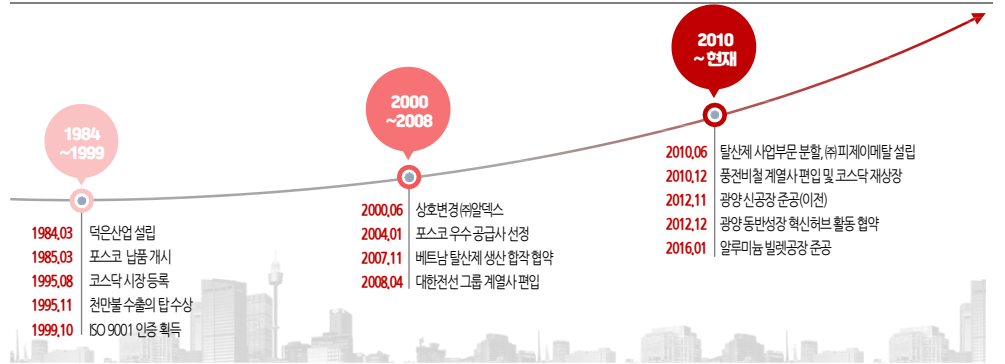 1984
~1999
1984.03 덕은산업 설립
1985.03 포스코 납품 개시
1995.08 코스닥 시장 등록
1995.11 천만불 수출의 탑 수상
1999.10 ISO 9001 인증 획득
2000
~2008
2000.06 상호변경 ㈜알덱스
2004.01 포스코 우수 공급사 선정
2007.11 베트남 탈산제 생산 합작 협약
2008.04 대한전선 그룹 계열사 편입
2010
~ 현재
2010.06 탈산제 사업부문 분할, ㈜피제이메탈 설립
2010.12 풍전비철 계열사 편입 및 코스닥 재상장
2012.11 광양 신공장 준공(이전)
2012.12 광양 동반성장 혁신허브 활동 협약
2016.01 알루미늄 빌렛공장 준공